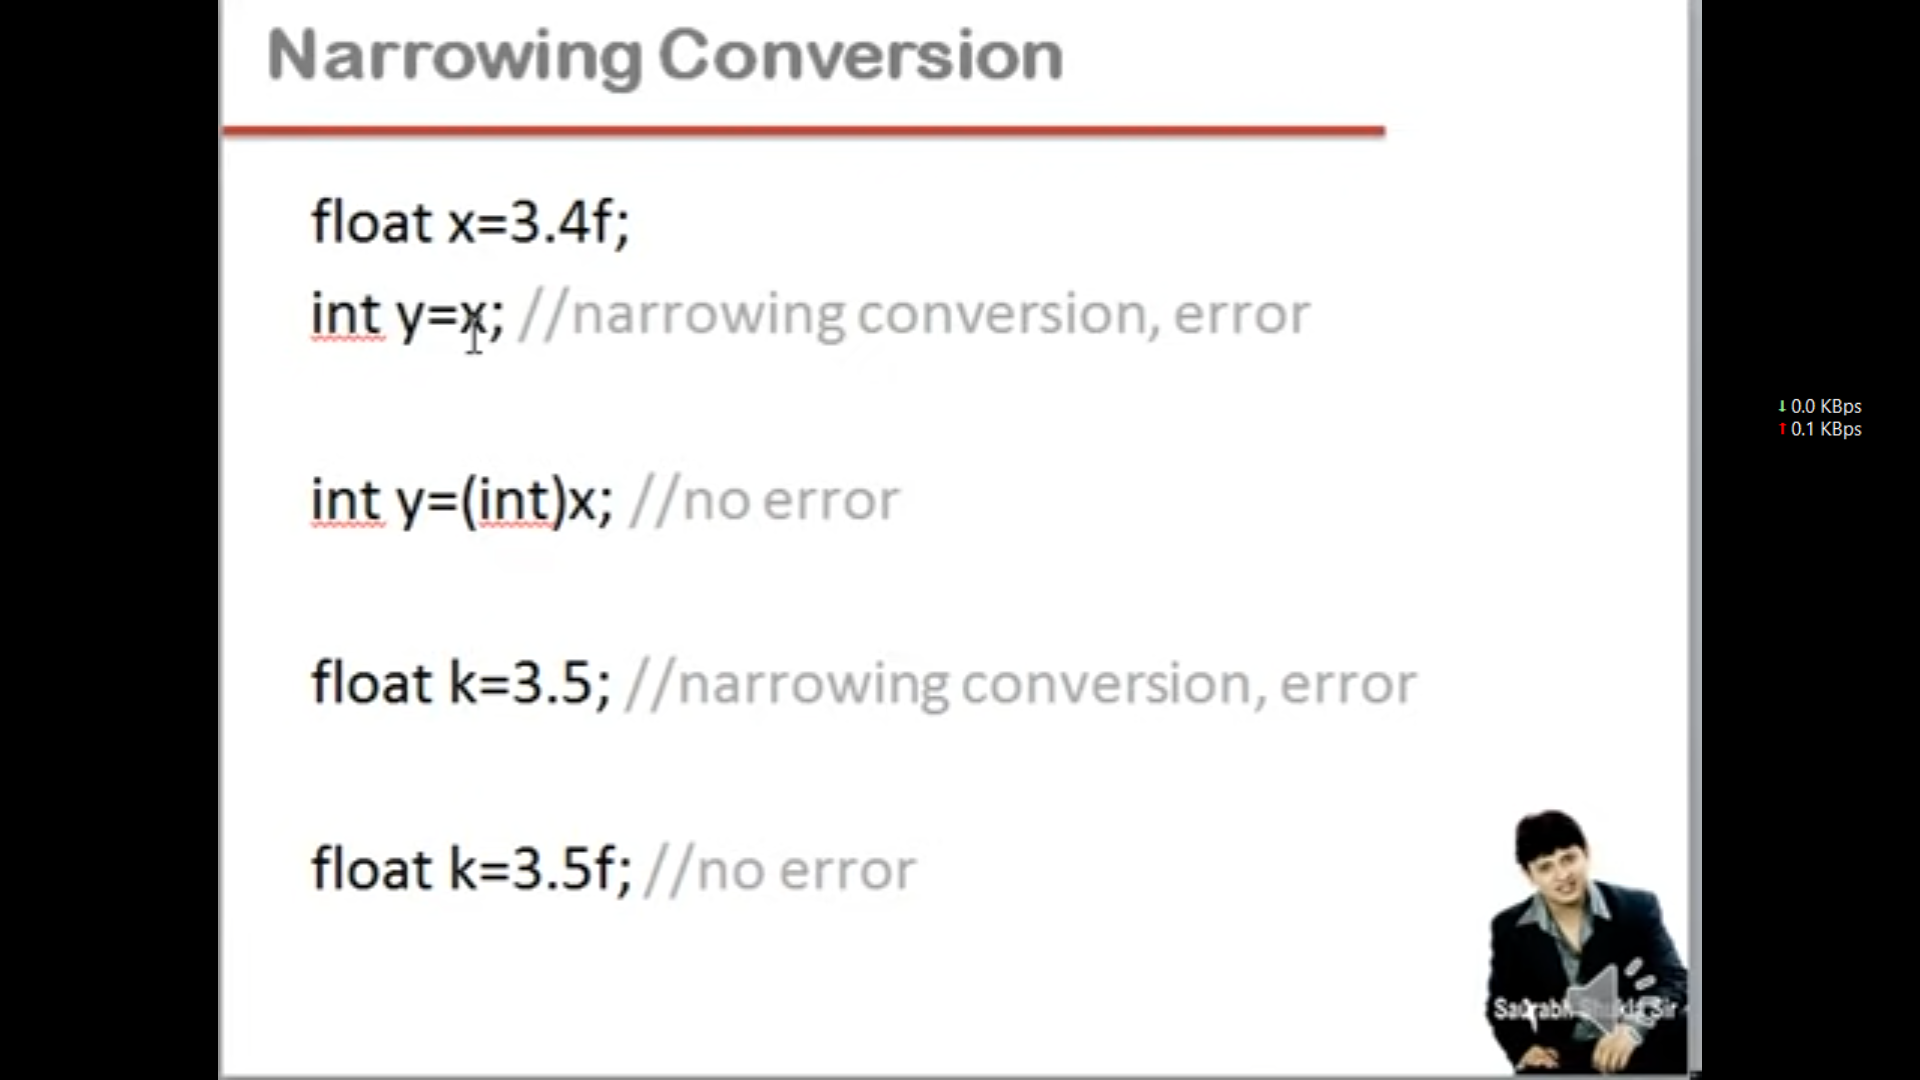 Narrowing Conversion
float x=3.4f;
int y=x; //narrowing conversion, error
int y=(int)x; //no error
float k=3.5; //narrowing conversion, error
float k=3.5f; //no error
↓ 0.0 KBps
↑ 0.1 KBps
Saurabh Shukla Sir